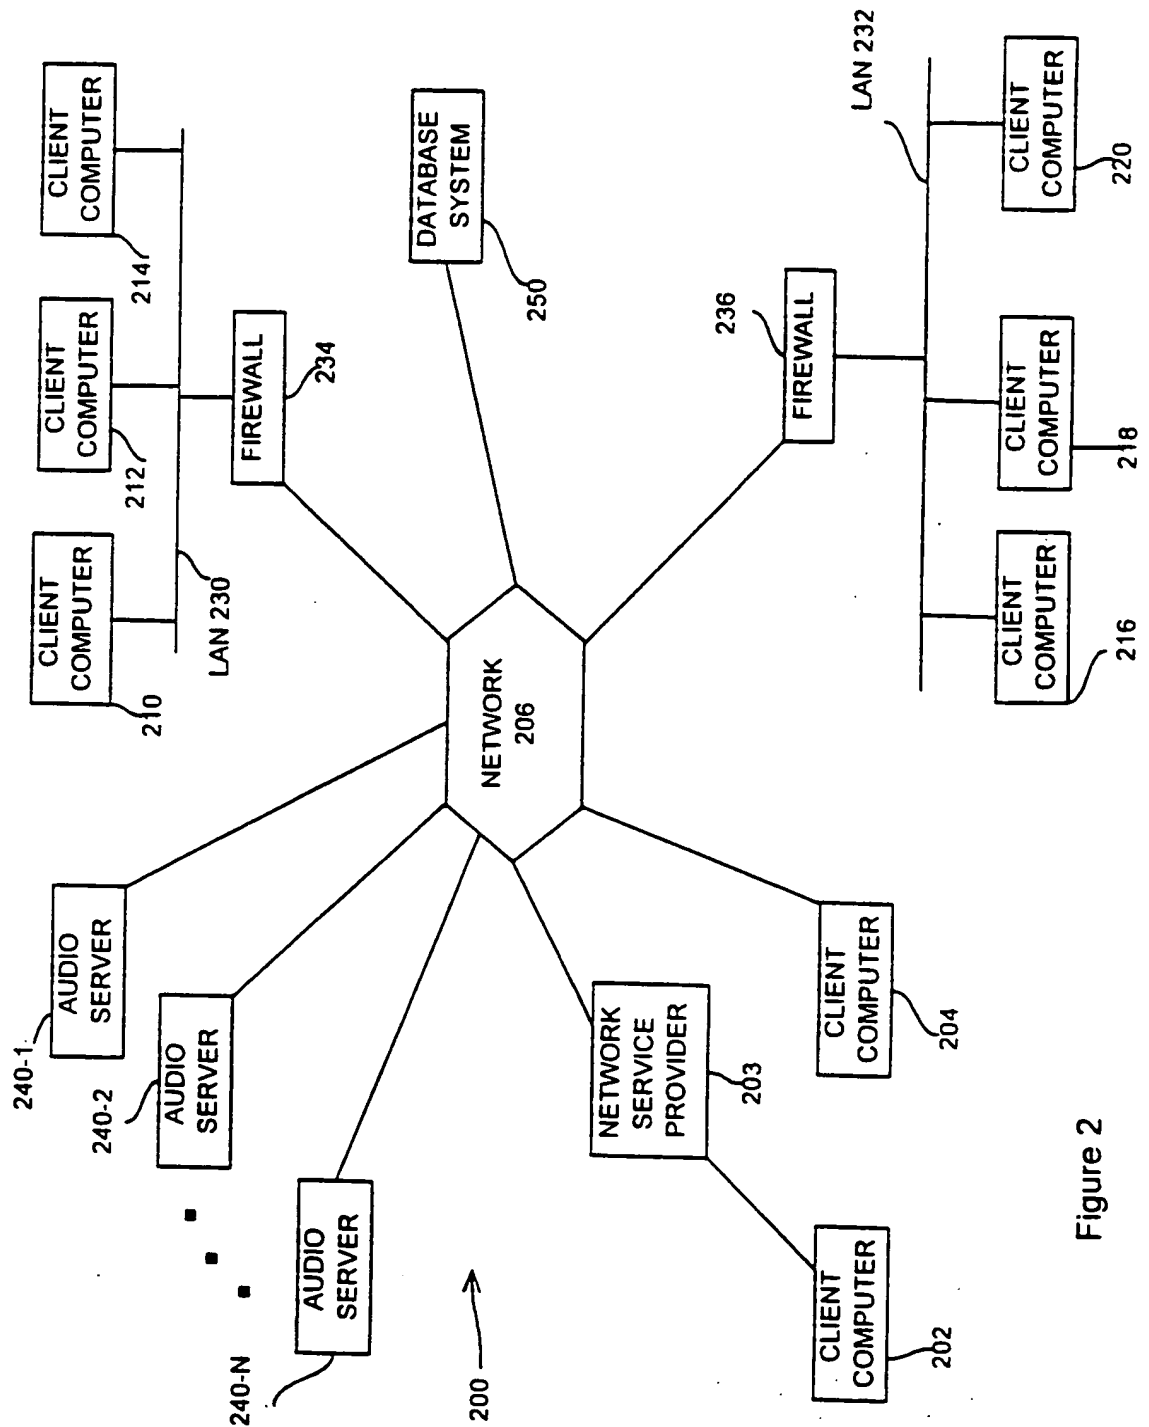 240-1
AUDIO
SERVER
240-2
AUDIO
SERVER
240-N
AUDIO
SERVER
200
CLIENT
COMPUTER
210
CLIENT
COMPUTER
212
CLIENT
COMPUTER
214
LAN 230
FIREWALL
234
DATABASE
SYSTEM
250
NETWORK
206
NETWORK
SERVICE
PROVIDER
203
CLIENT
COMPUTER
202
CLIENT
COMPUTER
204
236
FIREWALL
LAN 232
CLIENT
COMPUTER
216
CLIENT
COMPUTER
218
CLIENT
COMPUTER
220
Figure 2